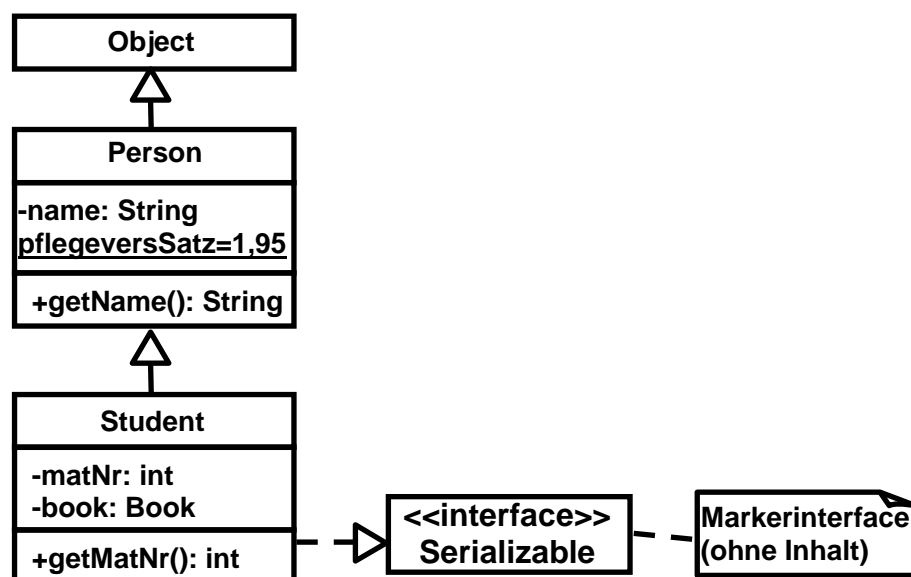 Object
Person
-name: String
pflegeversSatz=1,95
+getName(): String
Student
-matNr: int
-book: Book
+getMatNr(): int
<<interface>>
Serializable
Markerinterface
(ohne Inhalt)